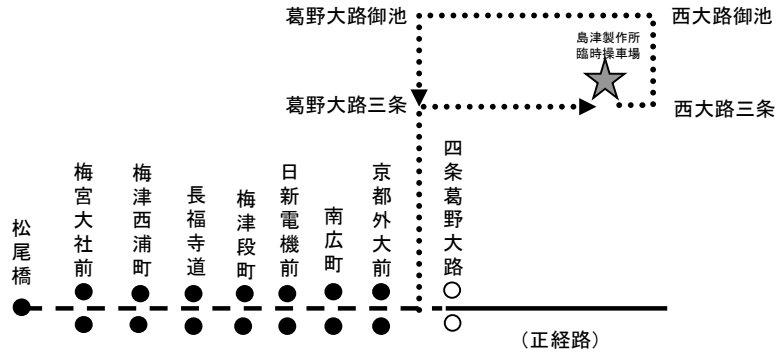 葛野大路御池
西大路御池
島津製作所
臨時操車場
葛野大路三条
西大路三条
松尾橋
梅宮大社前
梅津西浦町
長福寺道
梅津段町
日新電機前
南広町
京都外大前
四条葛野大路
(正経路)